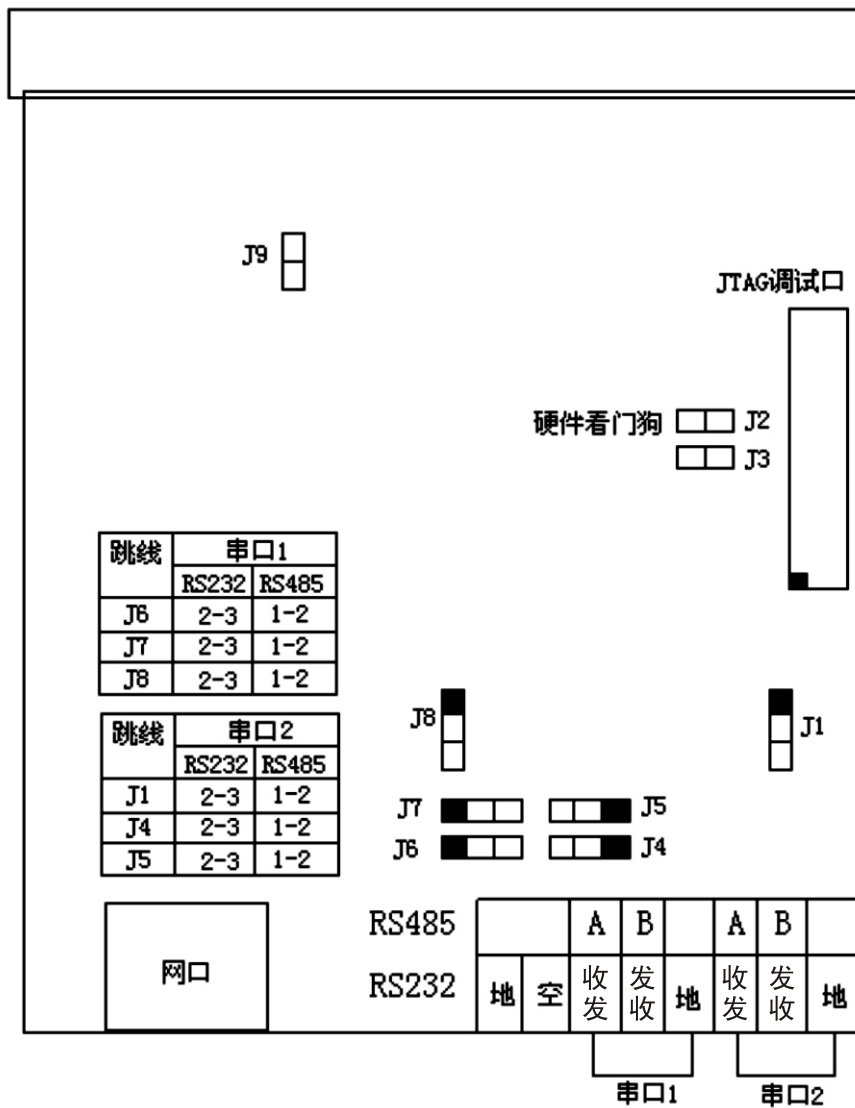 J9
JTAG调试口
硬件看门狗 J2
J3
跳线 串口1
RS232 RS485
J6 2-3 1-2
J7 2-3 1-2
J8 2-3 1-2
跳线 串口2
RS232 RS485
J1 2-3 1-2
J4 2-3 1-2
J5 2-3 1-2
J8 J1
J7 J5
J6 J4
RS485 A B A B
RS232 地 空 收发 发收 地 收发 发收 地
网口
串口1 串口2